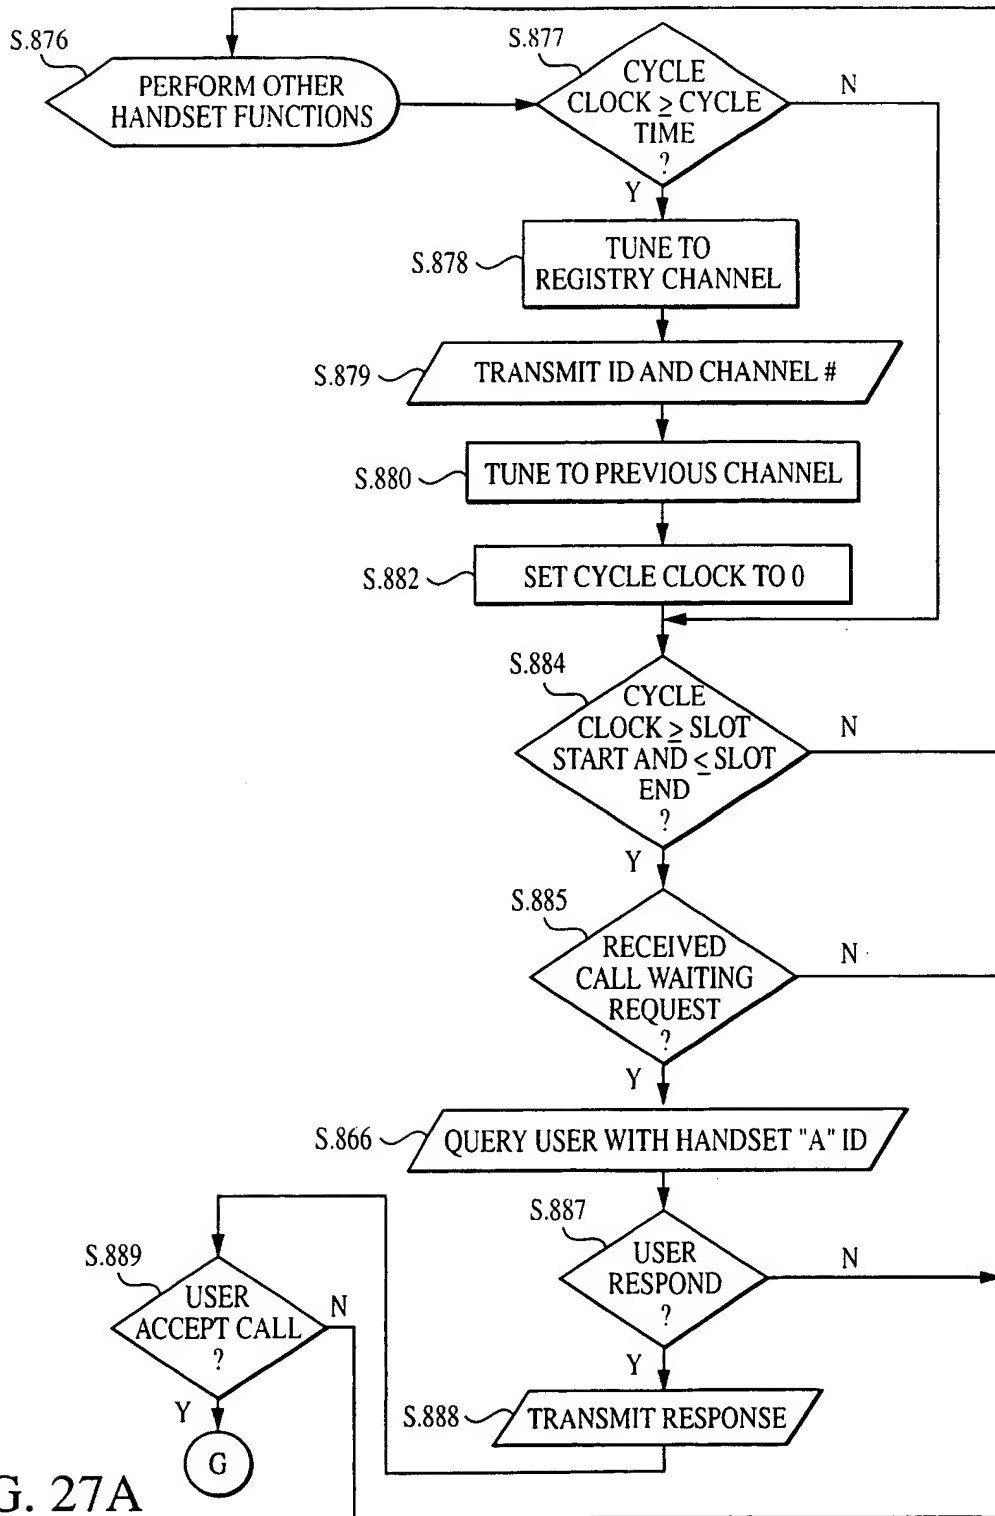 S.876
PERFORM OTHER
HANDSET FUNCTIONS
S.877
CYCLE
CLOCK ≥ CYCLE
TIME
?
N
Y
S.878
TUNE TO
REGISTRY CHANNEL
S.879
TRANSMIT ID AND CHANNEL #
S.880
TUNE TO PREVIOUS CHANNEL
S.882
SET CYCLE CLOCK TO 0
S.884
CYCLE
CLOCK ≥ SLOT
START AND ≤ SLOT
END
?
N
Y
S.885
RECEIVED
CALL WAITING
REQUEST
?
N
Y
S.866
QUERY USER WITH HANDSET "A" ID
S.887
USER
RESPOND
?
N
Y
S.888
TRANSMIT RESPONSE
S.889
USER
ACCEPT CALL
?
N
Y
G
G. 27A